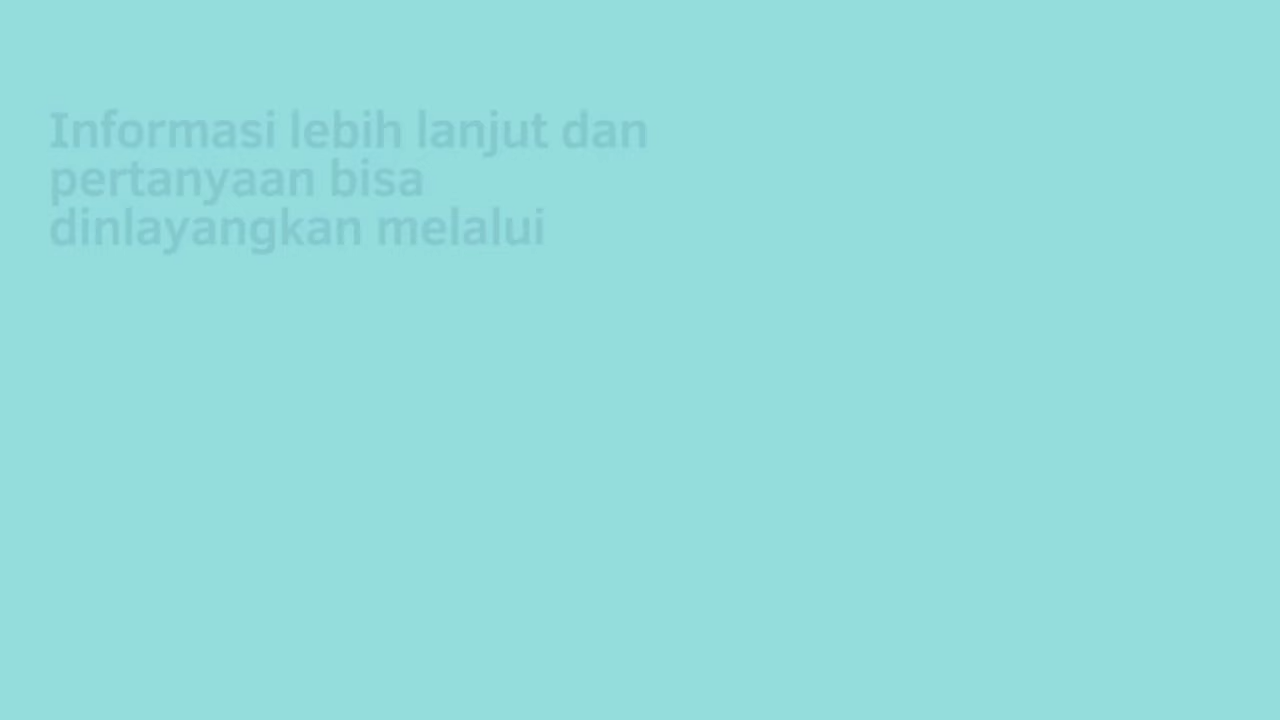 Informasi lebih lanjut dan
pertanyaan bisa
dinlayangkan melalui